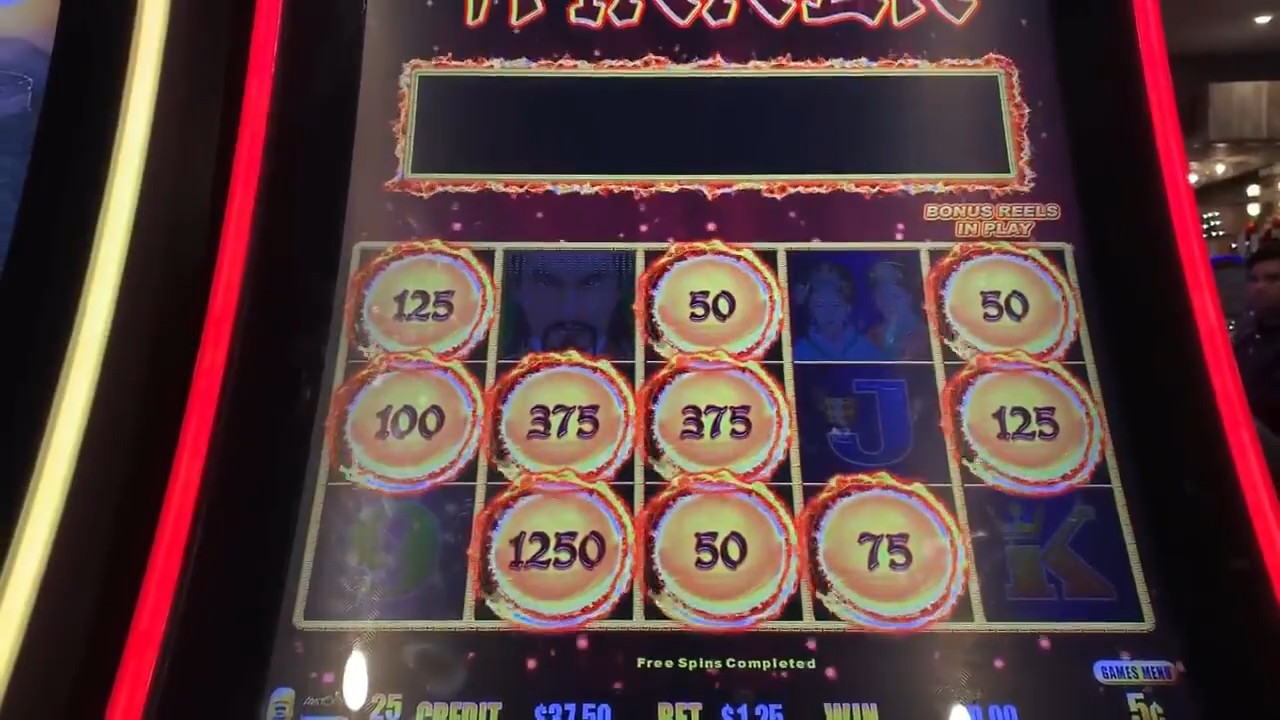 BONUS REELS
IN PLAY
125 50 50
100 375 375 J 125
1250 50 75 K
Free Spins Completed
GAMES MENU
25 CREDIT $37.50 BET $1.25 WIN 5¢